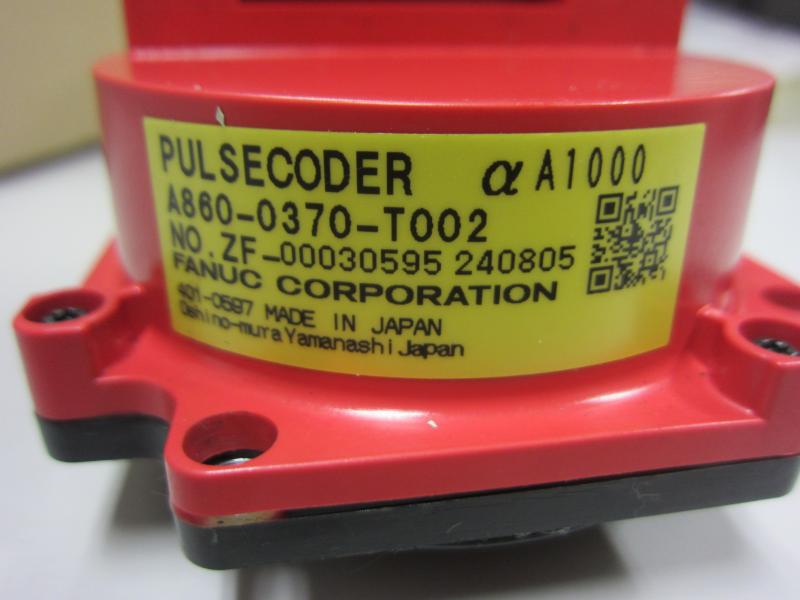 PULSECODER α A1000
A860-0370-T002
NO. ZF-00030595 240805
FANUC CORPORATION
401-0597 MADE IN JAPAN
Oshino-mura Yamanashi Japan